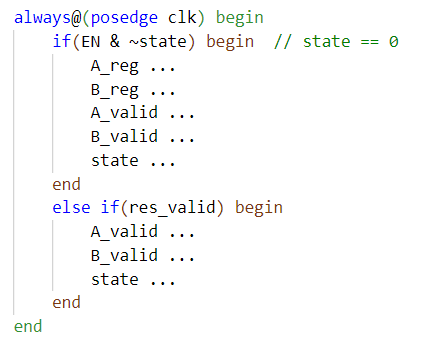 always@(posedge clk) begin
    if(EN & ~state) begin  // state == 0
        A_reg ...
        B_reg ...
        A_valid ...
        B_valid ...
        state ...
    end
    else if(res_valid) begin
        A_valid ...
        B_valid ...
        state ...
    end
end